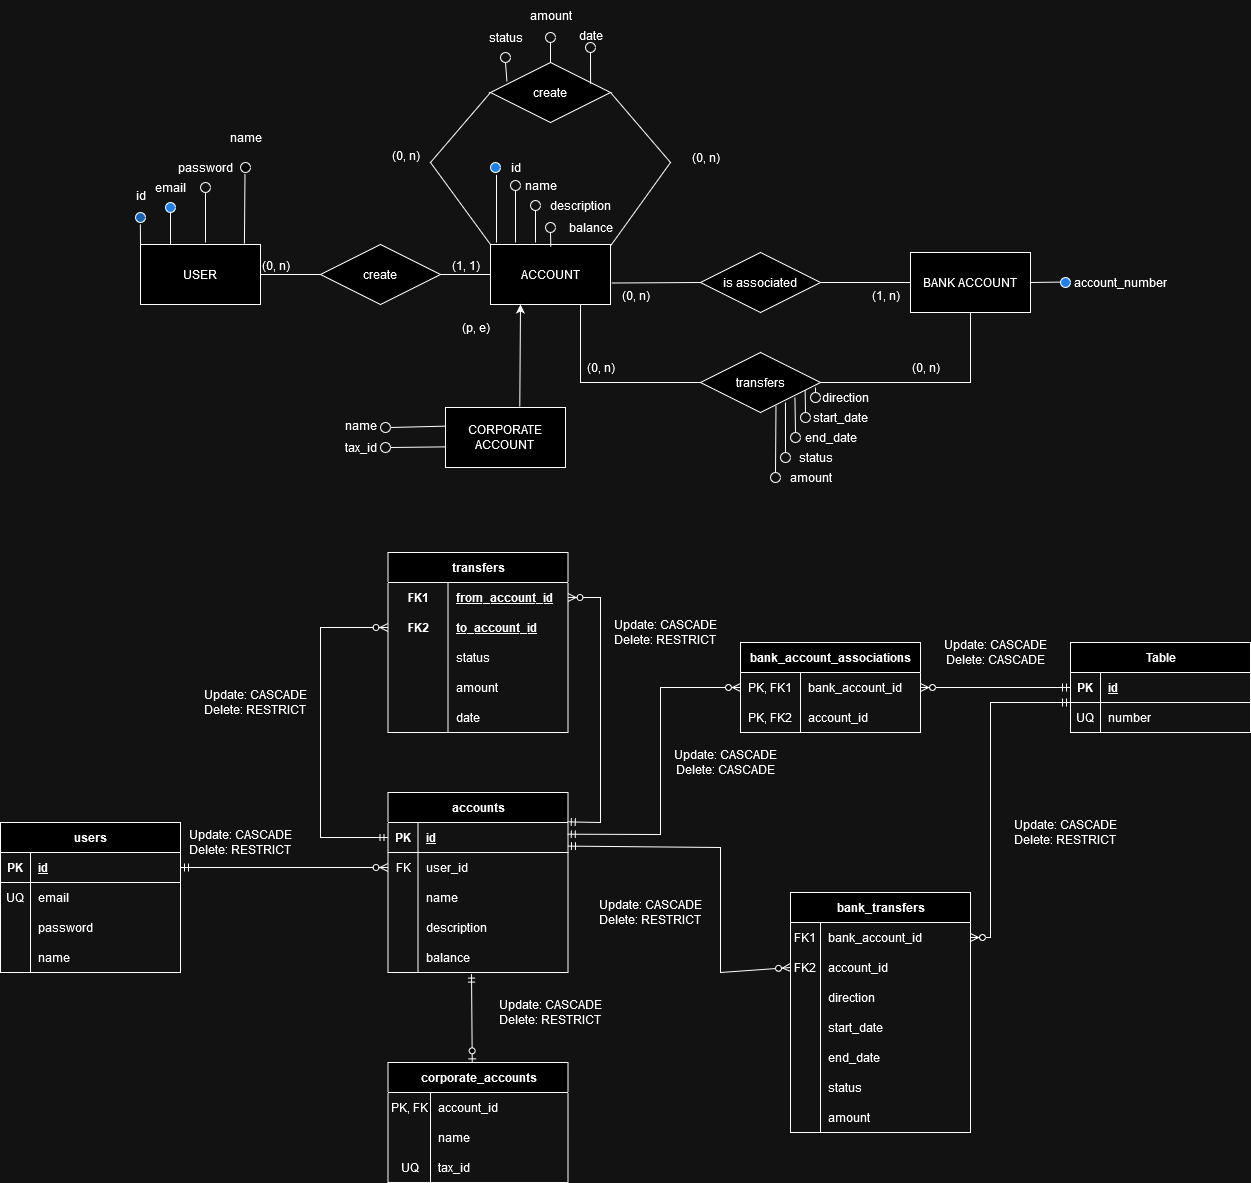 amount
status
date
create
(0, n)
(0, n)
name
password
email
id
id
name
description
balance
USER
(0, n)
create
(1, 1)
ACCOUNT
(0, n)
is associated
(1, n)
BANK ACCOUNT
account_number
(p, e)
(0, n)
transfers
(0, n)
direction
start_date
end_date
status
amount
name
tax_id
CORPORATE
ACCOUNT
transfers
FK1 from_account_id
FK2 to_account_id
status
amount
date
Update: CASCADE
Delete: RESTRICT
Update: CASCADE
Delete: RESTRICT
bank_account_associations
PK, FK1 bank_account_id
PK, FK2 account_id
Update: CASCADE
Delete: CASCADE
Table
PK id
UQ number
Update: CASCADE
Delete: CASCADE
users
PK id
UQ email
password
name
Update: CASCADE
Delete: RESTRICT
accounts
PK id
FK user_id
name
description
balance
Update: CASCADE
Delete: RESTRICT
Update: CASCADE
Delete: RESTRICT
bank_transfers
FK1 bank_account_id
FK2 account_id
direction
start_date
end_date
status
amount
Update: CASCADE
Delete: RESTRICT
corporate_accounts
PK, FK account_id
name
UQ tax_id